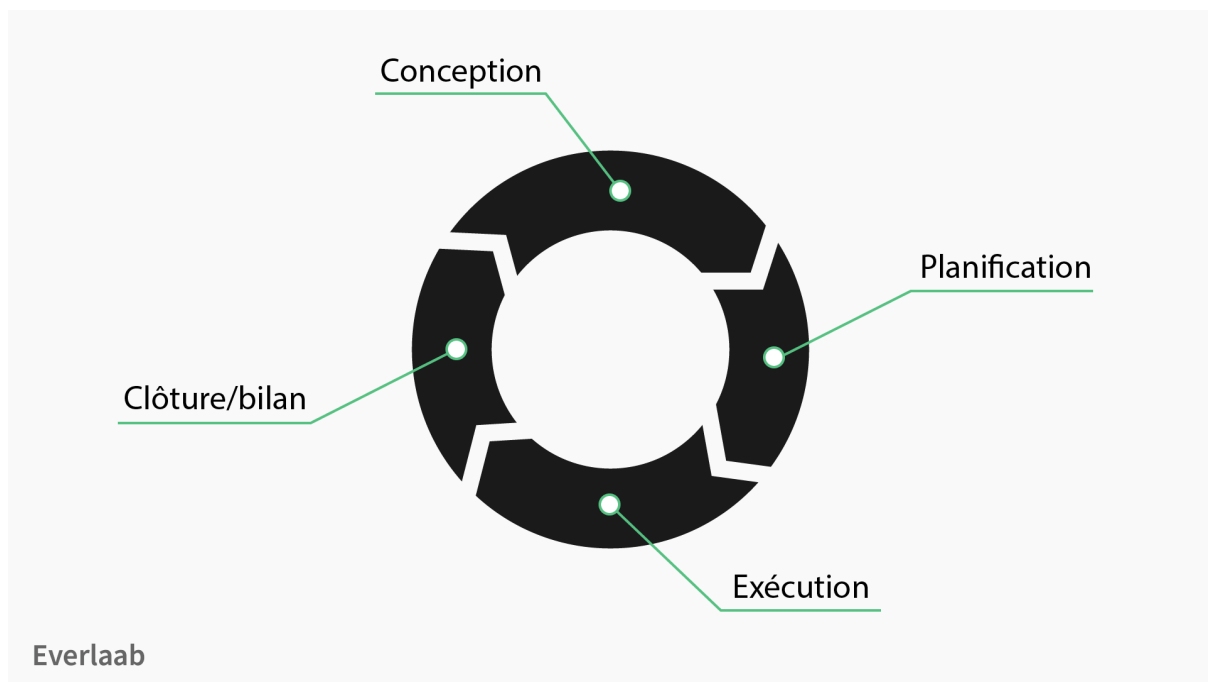 Conception
Planification
Clôture/bilan
Exécution
Everlaab